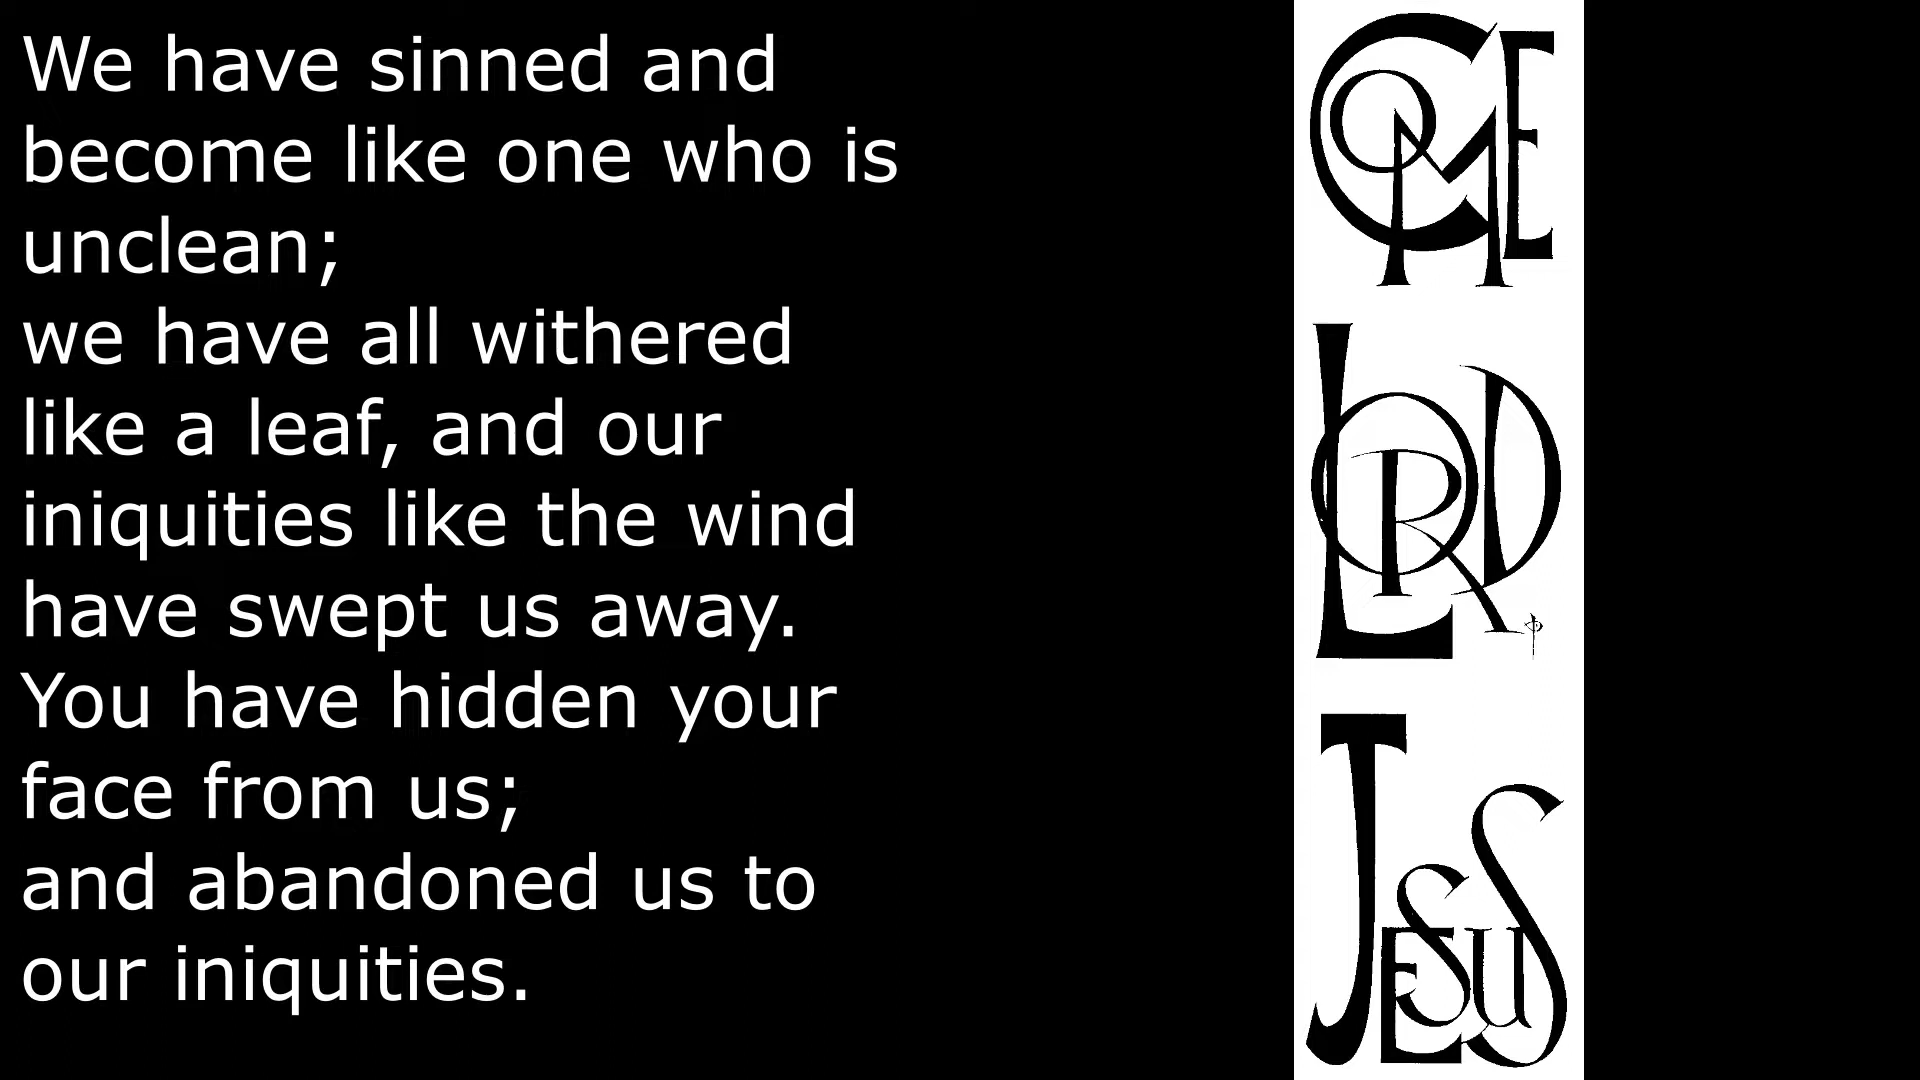 We have sinned and
become like one who is
unclean;
we have all withered
like a leaf, and our
iniquities like the wind
have swept us away.
You have hidden your
face from us;
and abandoned us to
our iniquities.
COME
LORD
JESUS